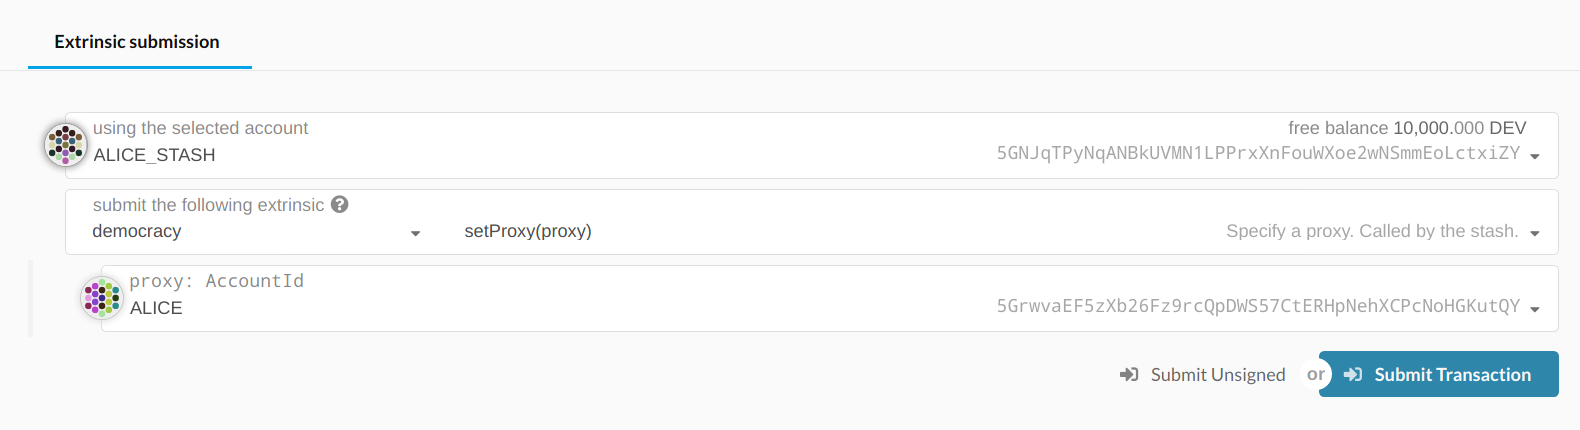 Extrinsic submission
using the selected account
free balance 10,000.000 DEV
ALICE_STASH
5GNJqTPyNqANBkUVMN1LPPrxXnFouWXoe2wNSmmEoLctxiZY
submit the following extrinsic
democracy
setProxy(proxy)
Specify a proxy. Called by the stash.
proxy: AccountId
ALICE
5GrwvaEF5zXb26Fz9rcQpDWS57CtERHpNehXCPcNoHGKutQY
Submit Unsigned
or
Submit Transaction